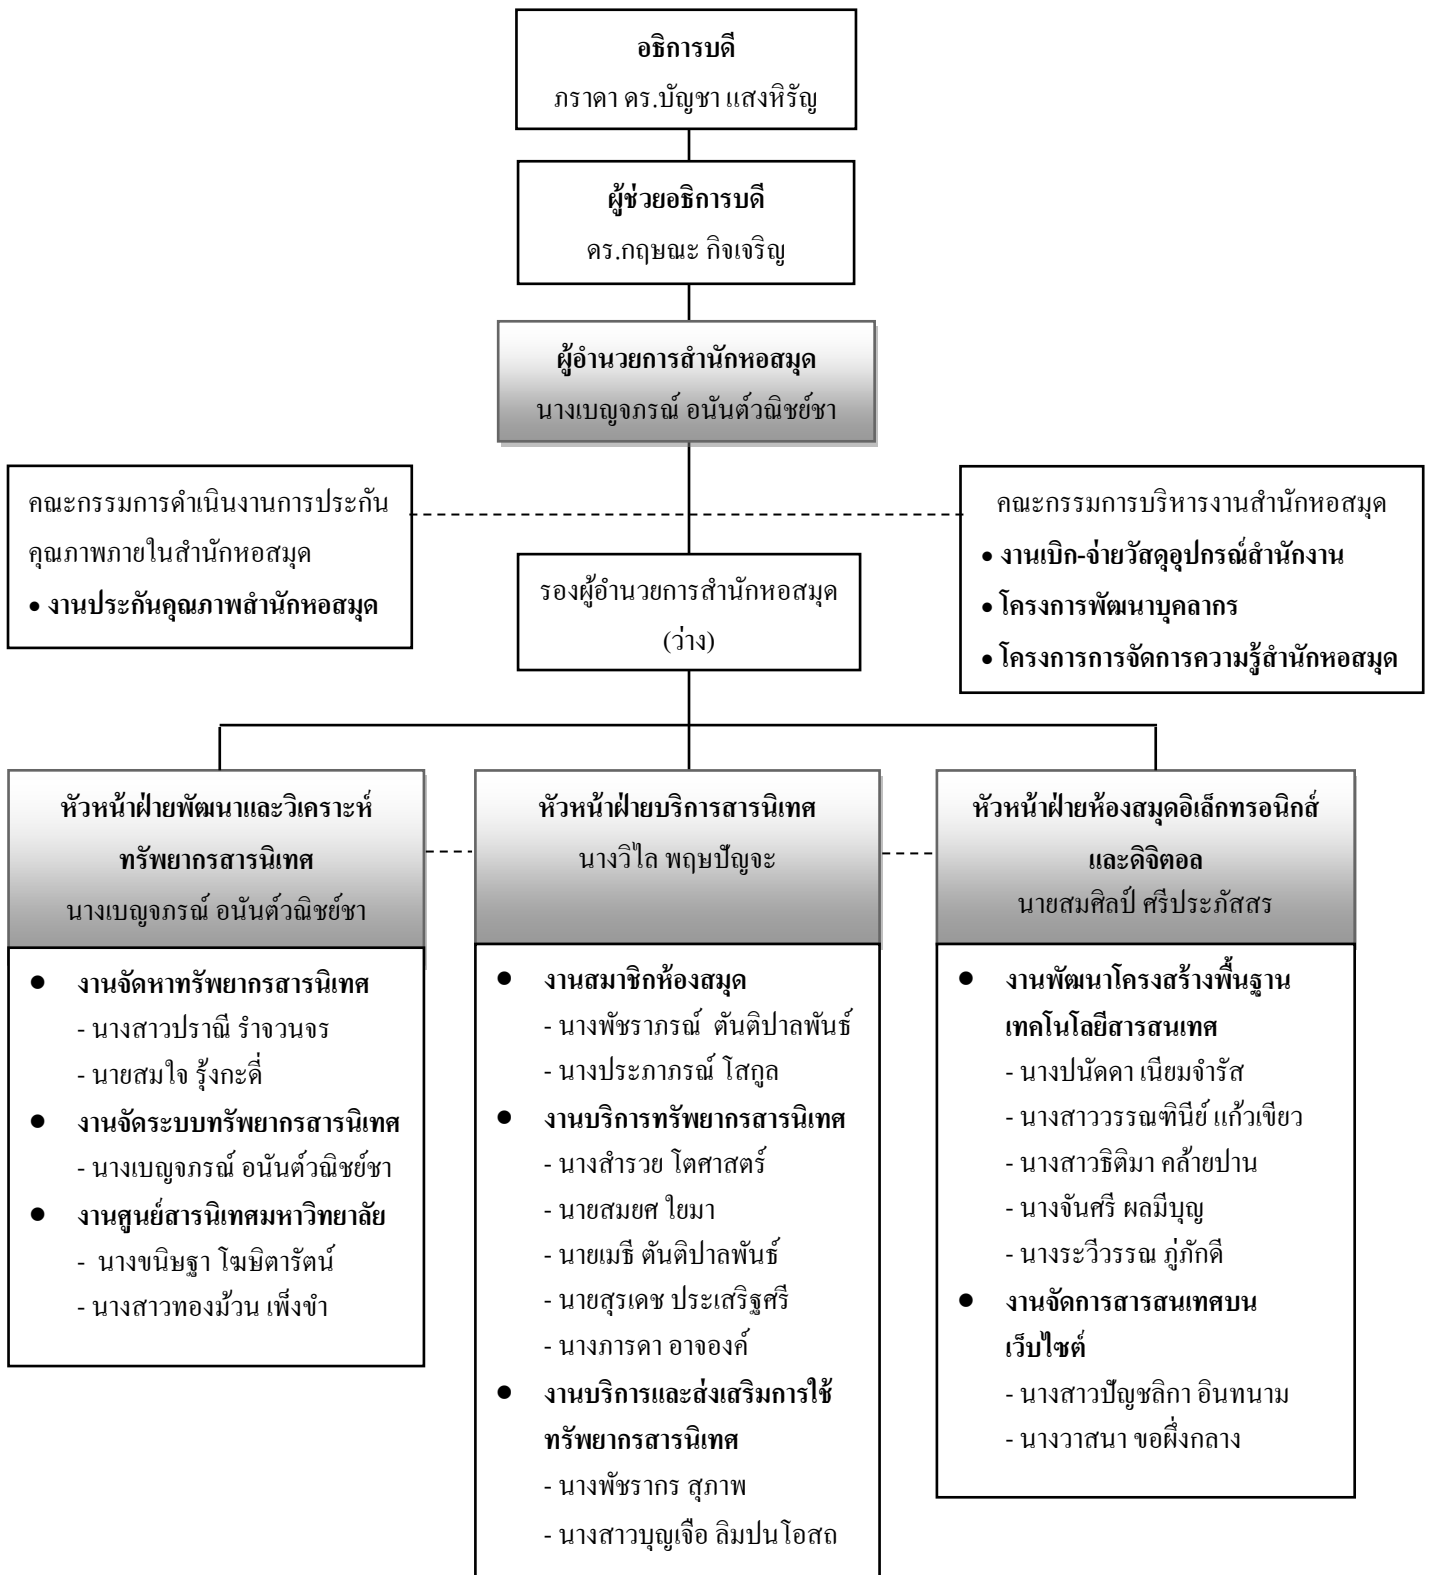 อธิการบดี
ภราดา ดร.บัญชา แสงหิรัญ
ผู้ช่วยอธิการบดี
ดร.กฤษณะ กิจเจริญ
ผู้อำนวยการสำนักหอสมุด
นางเบญจภรณ์ อนันต์วณิชย์ชา
คณะกรรมการดำเนินงานการประกัน
คุณภาพภายในสำนักหอสมุด
• งานประกันคุณภาพสำนักหอสมุด
คณะกรรมการบริหารงานสำนักหอสมุด
• งานเบิก-จ่ายวัสดุอุปกรณ์สำนักงาน
• โครงการพัฒนาบุคลากร
• โครงการการจัดการความรู้สำนักหอสมุด
รองผู้อำนวยการสำนักหอสมุด
(ว่าง)
หัวหน้าฝ่ายพัฒนาและวิเคราะห์
ทรัพยากรสารนิเทศ
นางเบญจภรณ์ อนันต์วณิชย์ชา
● งานจัดหาทรัพยากรสารนิเทศ
- นางสาวปราณี รำจวนจร
- นายสมใจ รุ้งกะดี่
● งานจัดระบบทรัพยากรสารนิเทศ
- นางเบญจภรณ์ อนันต์วณิชย์ชา
● งานศูนย์สารนิเทศมหาวิทยาลัย
- นางขนิษฐา โฆษิตารัตน์
- นางสาวทองม้วน เพ็งขำ
หัวหน้าฝ่ายบริการสารนิเทศ
นางวิไล พฤษปัญจะ
● งานสมาชิกห้องสมุด
- นางพัชราภรณ์ ตันติปาลพันธ์
- นางประภาภรณ์ โสกูล
● งานบริการทรัพยากรสารนิเทศ
- นางสำรวย โตศาสตร์
- นายสมยศ ใยมา
- นายเมธี ตันติปาลพันธ์
- นายสุรเดช ประเสริฐศรี
- นางภารดา อาจองค์
● งานบริการและส่งเสริมการใช้
ทรัพยากรสารนิเทศ
- นางพัชรากร สุภาพ
- นางสาวบุญเจือ ลิมปนโอสถ
หัวหน้าฝ่ายห้องสมุดอิเล็กทรอนิกส์
และดิจิตอล
นายสมศิลป์ ศรีประภัสสร
● งานพัฒนาโครงสร้างพื้นฐาน
เทคโนโลยีสารสนเทศ
- นางปนัดดา เนียมจำรัส
- นางสาววรรณฑินีย์ แก้วเขียว
- นางสาวธิติมา คล้ายปาน
- นางจันศรี ผลมีบุญ
- นางระวีวรรณ ภู่ภักดี
● งานจัดการสารสนเทศบน
เว็บไซต์
- นางสาวปัญชลิกา อินทนาม
- นางวาสนา ขอผึ่งกลาง